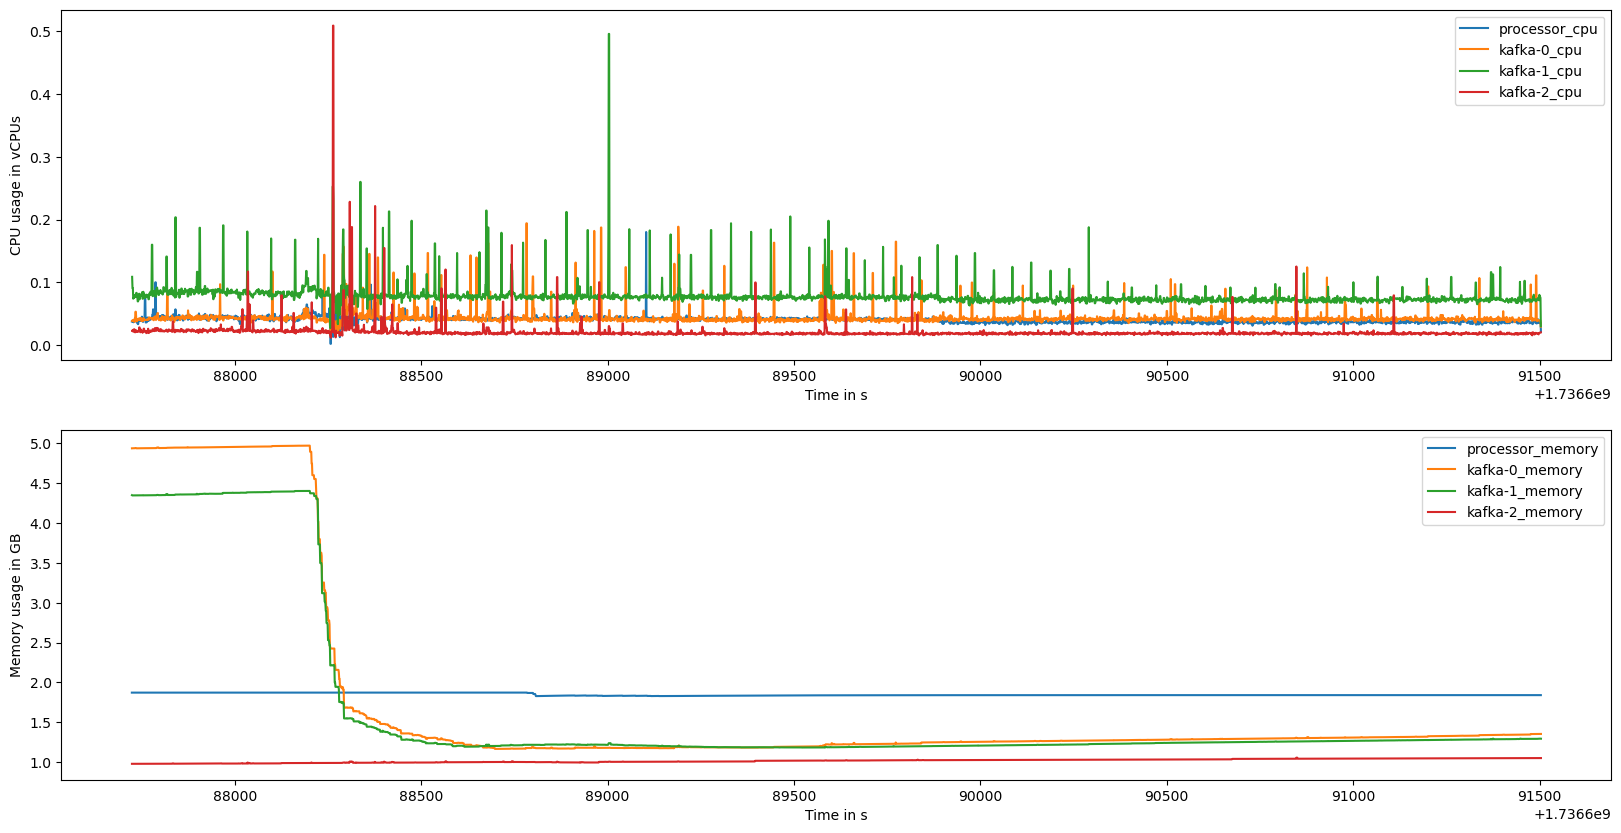 CPU usage in vCPUs
0.5
0.4
0.3
0.2
0.1
0.0
processor_cpu
kafka-0_cpu
kafka-1_cpu
kafka-2_cpu
88000 88500 89000 89500 90000 90500 91000 91500
Time in s
+1.7366e9
Memory usage in GB
5.0
4.5
4.0
3.5
3.0
2.5
2.0
1.5
1.0
processor_memory
kafka-0_memory
kafka-1_memory
kafka-2_memory
88000 88500 89000 89500 90000 90500 91000 91500
Time in s
+1.7366e9